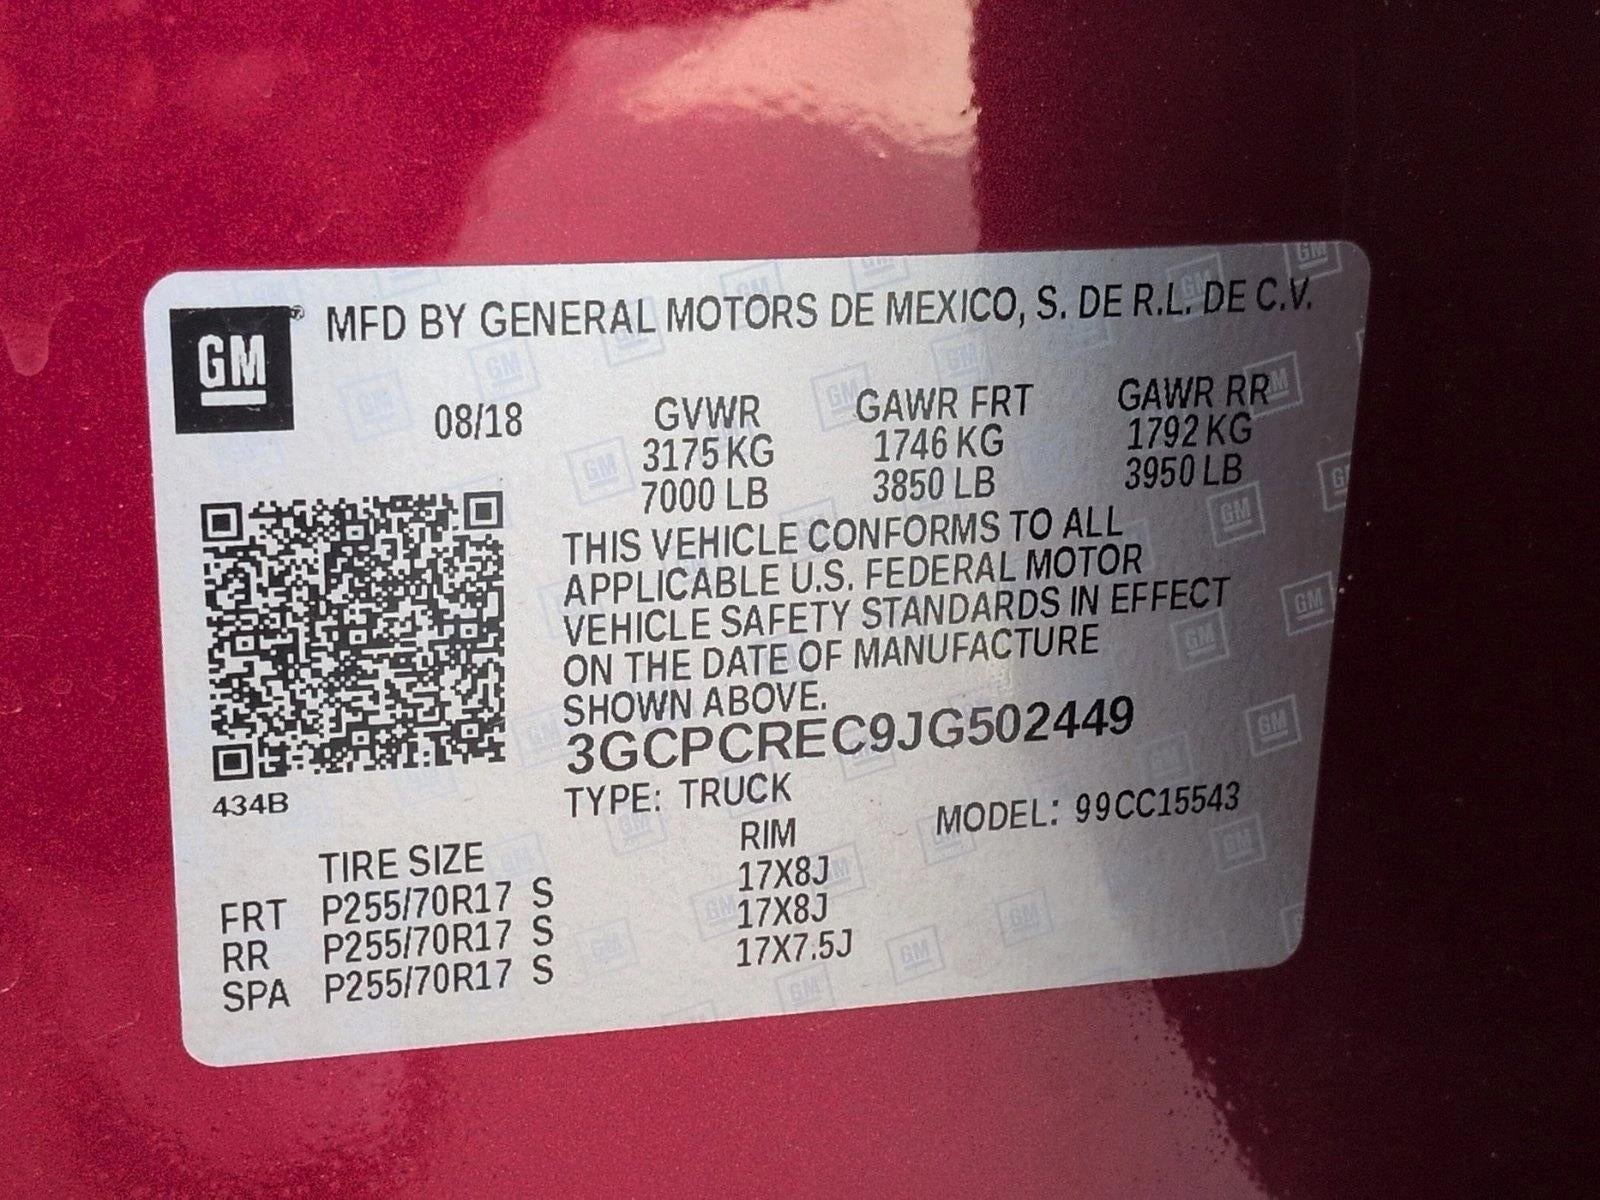 GM
MFD BY GENERAL MOTORS DE MEXICO, S. DE R.L. DE C.V.
08/18 GVWR GAWR FRT GAWR RR
3175 KG 1746 KG 1792 KG
7000 LB 3850 LB 3950 LB
THIS VEHICLE CONFORMS TO ALL
APPLICABLE U.S. FEDERAL MOTOR
VEHICLE SAFETY STANDARDS IN EFFECT
ON THE DATE OF MANUFACTURE
SHOWN ABOVE.
3GCPCREC9JG502449
434B
TYPE: TRUCK MODEL: 99CC15543
TIRE SIZE RIM
FRT P255/70R17 S 17X8J
RR P255/70R17 S 17X8J
SPA P255/70R17 S 17X7.5J